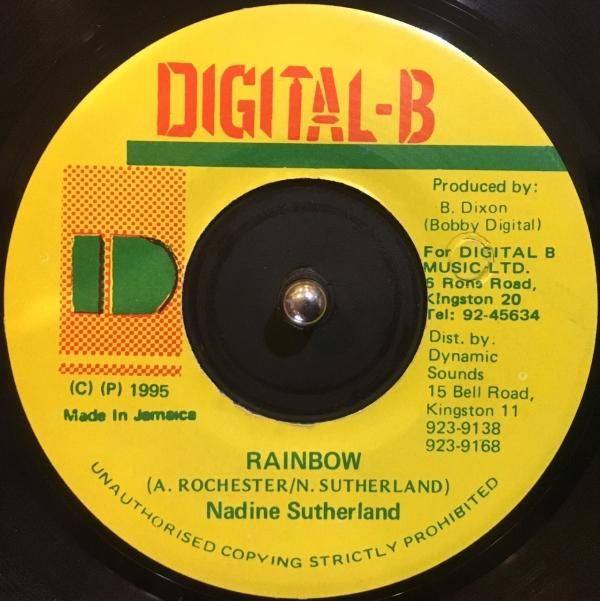 DIGITAL-B
Produced by:
B. Dixon
(Bobby Digital)
For DIGITAL B
MUSIC LTD.
6 Rons Road,
Kingston 20
Tel: 92-45634
Dist. by:
Dynamic
Sounds
15 Bell Road,
Kingston 11
923-9138
923-9168
D
(C) (P) 1995
Made In Jamaica
RAINBOW
(A. ROCHESTER/N. SUTHERLAND)
Nadine Sutherland
UNAUTHORISED COPYING STRICTLY PROHIBITED